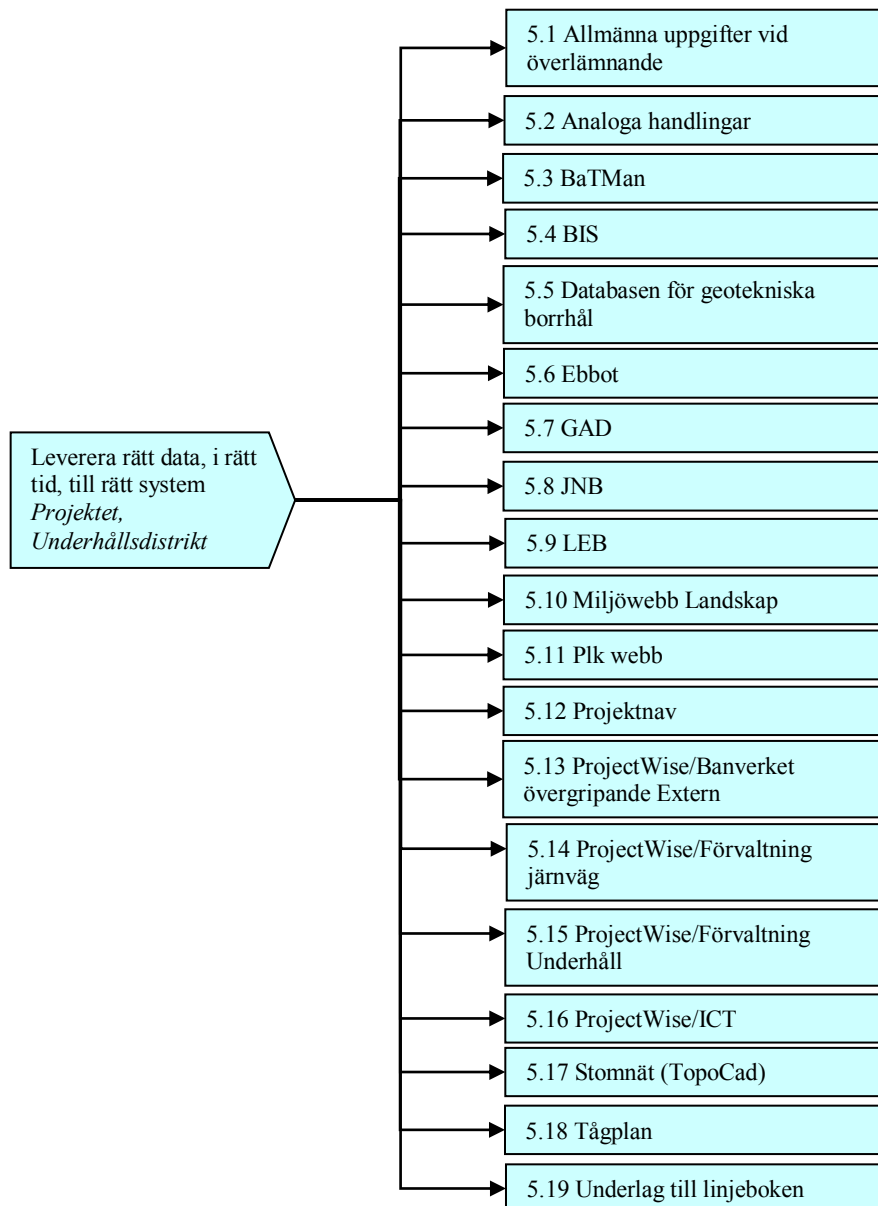 5.1 Allmänna uppgifter vid
överlämnande
5.2 Analoga handlingar
5.3 BaTMan
5.4 BIS
5.5 Databasen för geotekniska
borrhål
5.6 Ebbot
5.7 GAD
5.8 JNB
5.9 LEB
5.10 Miljöwebb Landskap
5.11 Plk webb
5.12 Projektnav
5.13 ProjectWise/Banverket
övergripande Extern
5.14 ProjectWise/Förvaltning
järnväg
5.15 ProjectWise/Förvaltning
Underhåll
5.16 ProjectWise/ICT
5.17 Stomnät (TopoCad)
5.18 Tågplan
5.19 Underlag till linjeboken
Leverera rätt data, i rätt
tid, till rätt system
Projektet,
Underhållsdistrikt